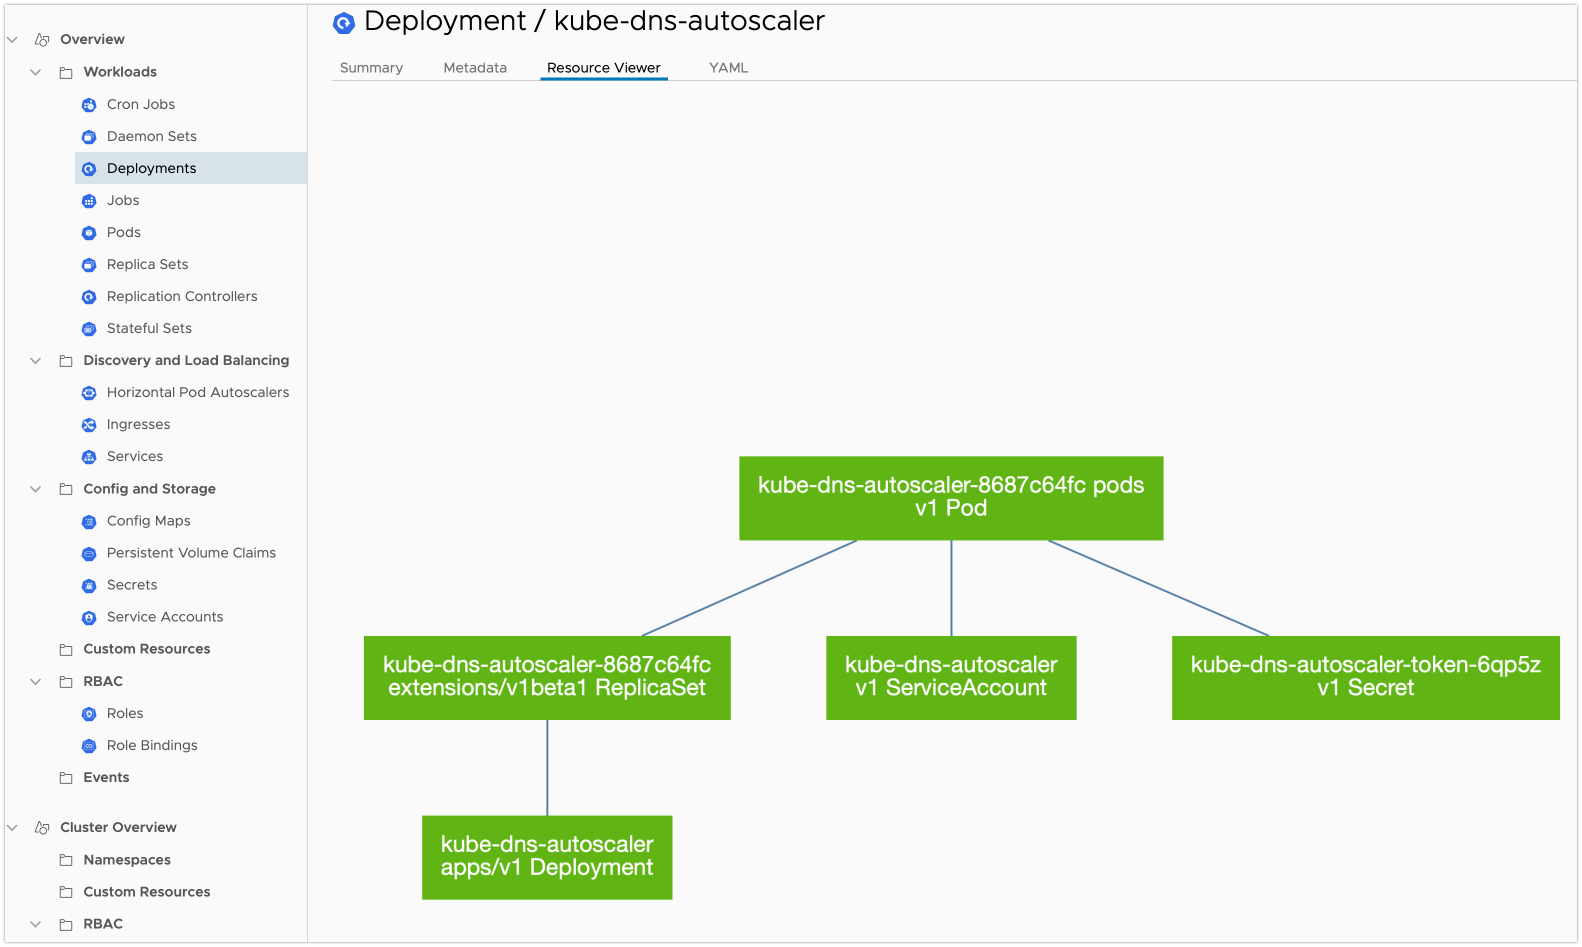 Overview
Workloads
Cron Jobs
Daemon Sets
Deployments
Jobs
Pods
Replica Sets
Replication Controllers
Stateful Sets
Discovery and Load Balancing
Horizontal Pod Autoscalers
Ingresses
Services
Config and Storage
Config Maps
Persistent Volume Claims
Secrets
Service Accounts
Custom Resources
RBAC
Roles
Role Bindings
Events
Cluster Overview
Namespaces
Custom Resources
RBAC
Deployment / kube-dns-autoscaler
Summary Metadata Resource Viewer YAML
kube-dns-autoscaler-8687c64fc pods
v1 Pod
kube-dns-autoscaler-8687c64fc
extensions/v1beta1 ReplicaSet
kube-dns-autoscaler
v1 ServiceAccount
kube-dns-autoscaler-token-6qp5z
v1 Secret
kube-dns-autoscaler
apps/v1 Deployment